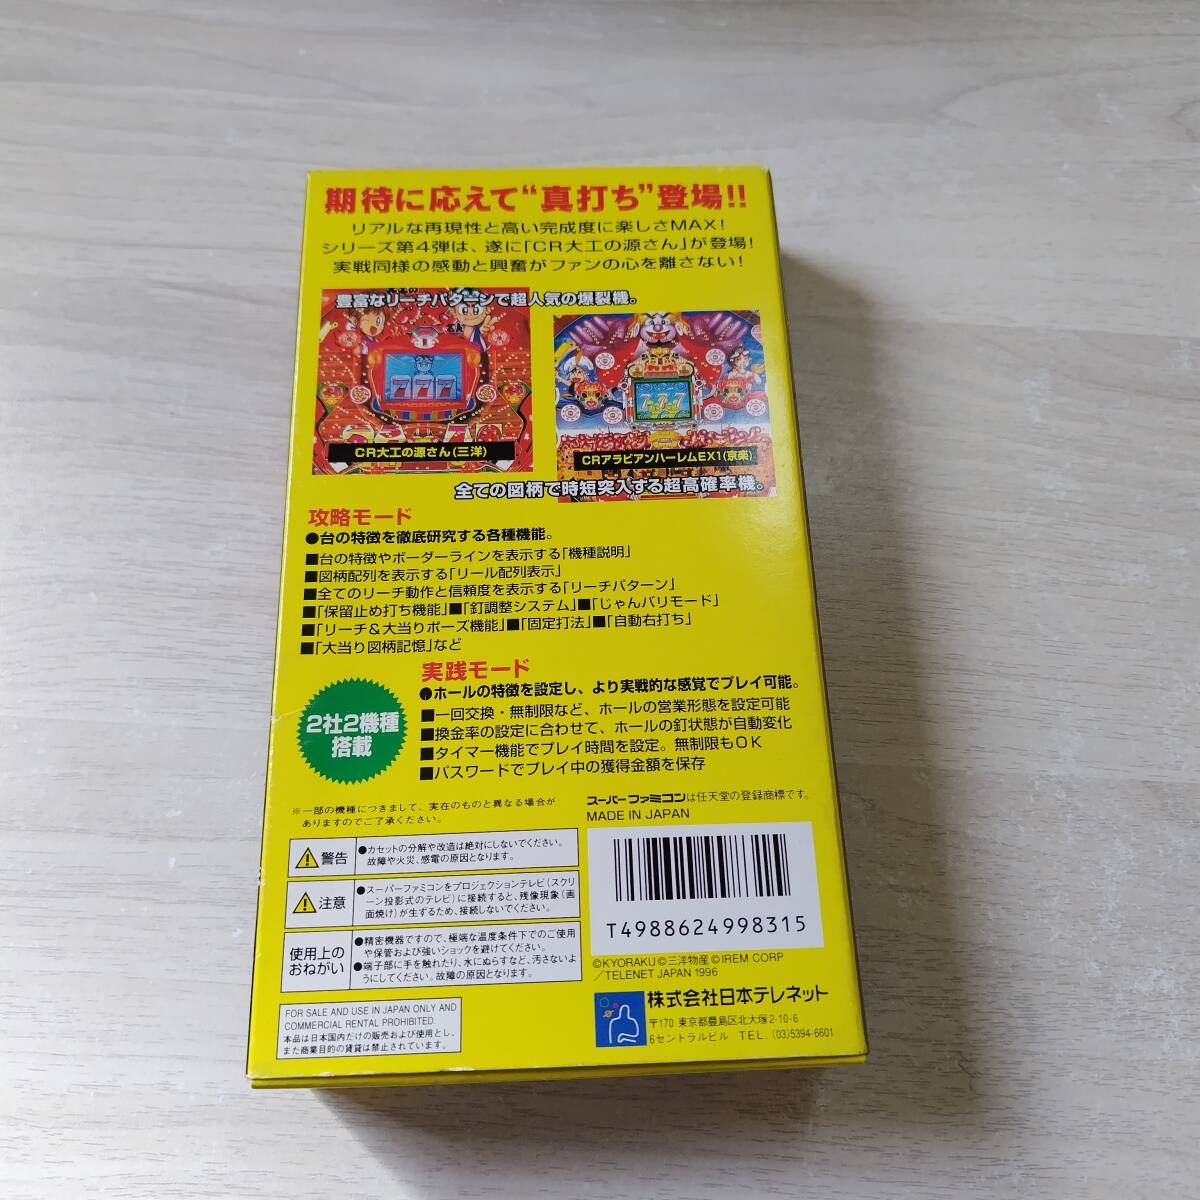 期待に応えて“真打ち”登場!!
リアルな再現性と高い完成度に楽しさMAX!
シリーズ第4弾は、遂に「CR大工の源さん」が登場!
実戦同様の感動と興奮がファンの心を離さない!
豊富なリーチパターンで超人気の爆裂機。
777
CR大工の源さん(三洋)
777
CRアラビアンハーレムEX1(京楽)
全ての図柄で時短突入する超高確率機。
攻略モード
●台の特徴を徹底研究する各種機能。
■台の特徴やボーダーラインを表示する「機種説明」
■図柄配列を表示する「リール配列表示」
■全てのリーチ動作と信頼度を表示する「リーチパターン」
■「保留止め打ち機能」■「釘調整システム」■「じゃんバリモード」
■「リーチ&大当りポーズ機能」■「固定打法」■「自動右打ち」
■「大当り図柄記憶」など
実践モード
●ホールの特徴を設定し、より実戦的な感覚でプレイ可能。
■一回交換・無制限など、ホールの営業形態を設定可能
■換金率の設定に合わせて、ホールの釘状態が自動変化
■タイマー機能でプレイ時間を設定。無制限もOK
■パスワードでプレイ中の獲得金額を保存
2社2機種
搭載
※一部の機種につきまして、実在のものと異なる場合が
ありますのでご了承ください。
スーパーファミコンは任天堂の登録商標です。
MADE IN JAPAN
警告
●カセットの分解や改造は絶対にしないでください。
故障や火災、感電の原因となります。
注意
●スーパーファミコンをプロジェクションテレビ(スクリ
ーン投影式のテレビ)に接続すると、残像現象(画
面焼け)が生ずるため、接続しないでください。
使用上の
おねがい
●精密機器ですので、極端な温度条件下でのご使用
や保管および強いショックを避けてください。
●端子部に手を触れたり、水にぬらすなど、汚さないよ
うにしてください。故障の原因となります。
T4988624998315
©KYORAKU ©三洋物産 ©IREM CORP
/TELENET JAPAN 1996
株式会社日本テレネット
〒170 東京都豊島区北大塚2-10-6
6セントラルビル TEL. (03)5394-6601
FOR SALE AND USE IN JAPAN ONLY AND
COMMERCIAL RENTAL PROHIBITED.
本品は日本国内だけの販売および使用とし、
また商業目的の賃貸は禁止されています。